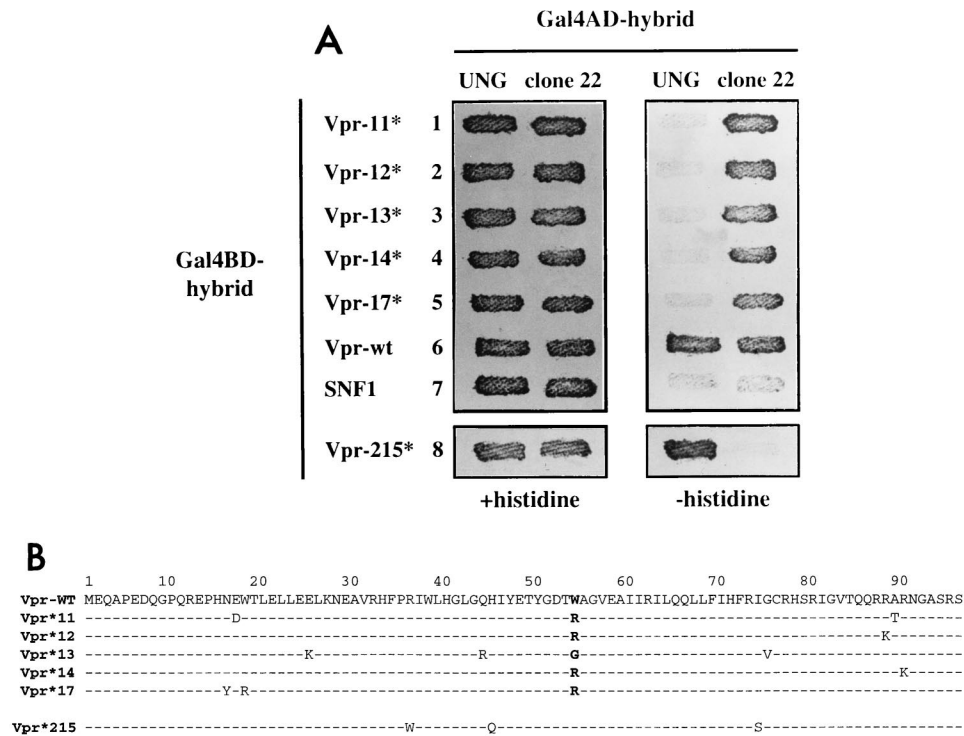 A
Gal4AD-hybrid
UNG clone 22 UNG clone 22
Vpr-11* 1
Vpr-12* 2
Vpr-13* 3
Vpr-14* 4
Vpr-17* 5
Vpr-wt 6
SNF1 7
Vpr-215* 8
Gal4BD-
hybrid
+histidine -histidine
B
1 10 20 30 40 50 60 70 80 90
Vpr-WT MEQAPEDQGPQREPHNEWTLELLEELKNEAVRHFPRIWLHGLGQHIYETYGDTWAGVEAIIRILQQLLFIHFRIGCRHSRIGVTQQRRARNGASRS
Vpr*11 ----------------D------------------------------------R----------------------------------T-------
Vpr*12 -----------------------------------------------------R---------------------------------K--------
Vpr*13 ------------------------K------------------R---------G--------------------V---------------------
Vpr*14 -----------------------------------------------------R-----------------------------------K------
Vpr*17 ---------------Y-R-----------------------------------R------------------------------------------
Vpr*215 -----------------------------------W--------Q----------------------------S----------------------